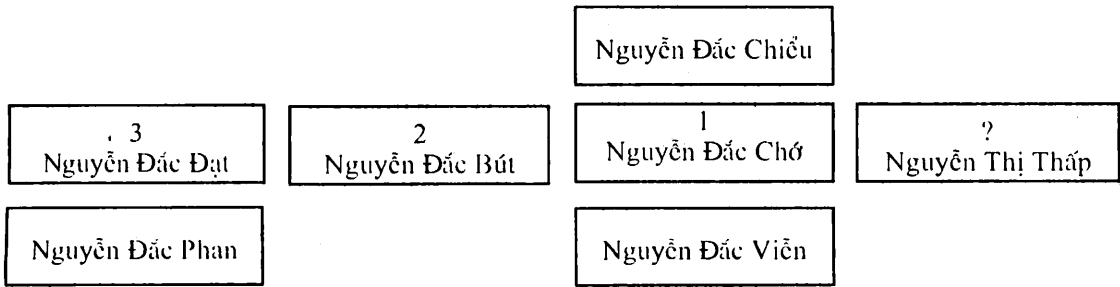 Nguyễn Đắc Chiểu
3
Nguyễn Đắc Đạt
2
Nguyễn Đắc Bút
1
Nguyễn Đắc Chớ
?
Nguyễn Thị Thấp
Nguyễn Đắc Phan
Nguyễn Đắc Viễn